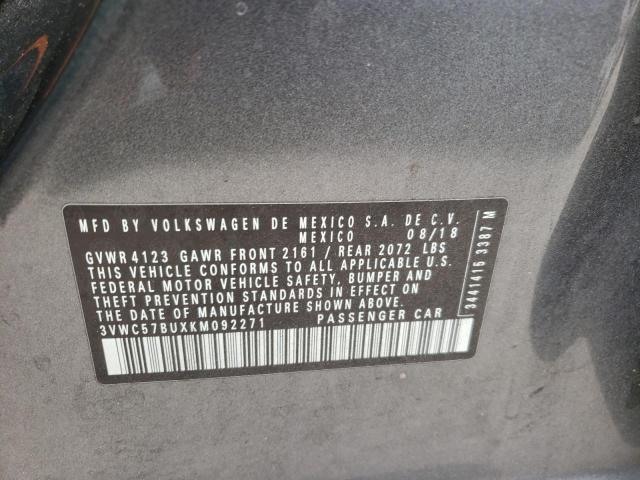 MFD BY VOLKSWAGEN DE MEXICO S.A. DE C.V.
MEXICO 08/18
GVWR 4123 GAWR FRONT 2161 / REAR 2072 LBS
THIS VEHICLE CONFORMS TO ALL APPLICABLE U.S.
FEDERAL MOTOR VEHICLE SAFETY, BUMPER AND
THEFT PREVENTION STANDARDS IN EFFECT ON
THE DATE OF MANUFACTURE SHOWN ABOVE.
3VWC57BUXKM092271 PASSENGER CAR
3441416 3387 M